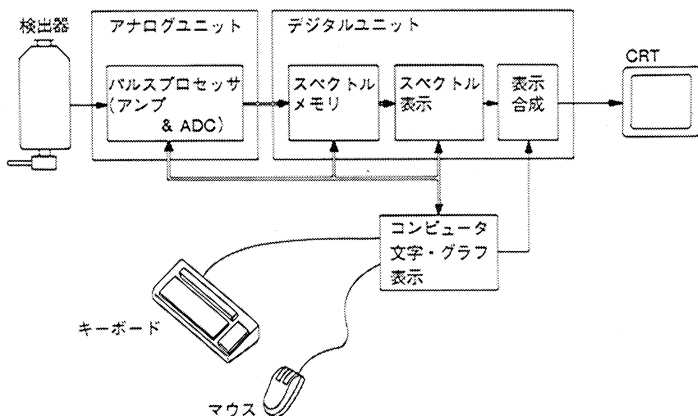 検出器
アナログユニット
デジタルユニット
CRT
パルスプロセッサ
(アンプ
& ADC)
スペクトル
メモリ
スペクトル
表示
表示
合成
コンピュータ
文字・グラフ
表示
キーボード
マウス